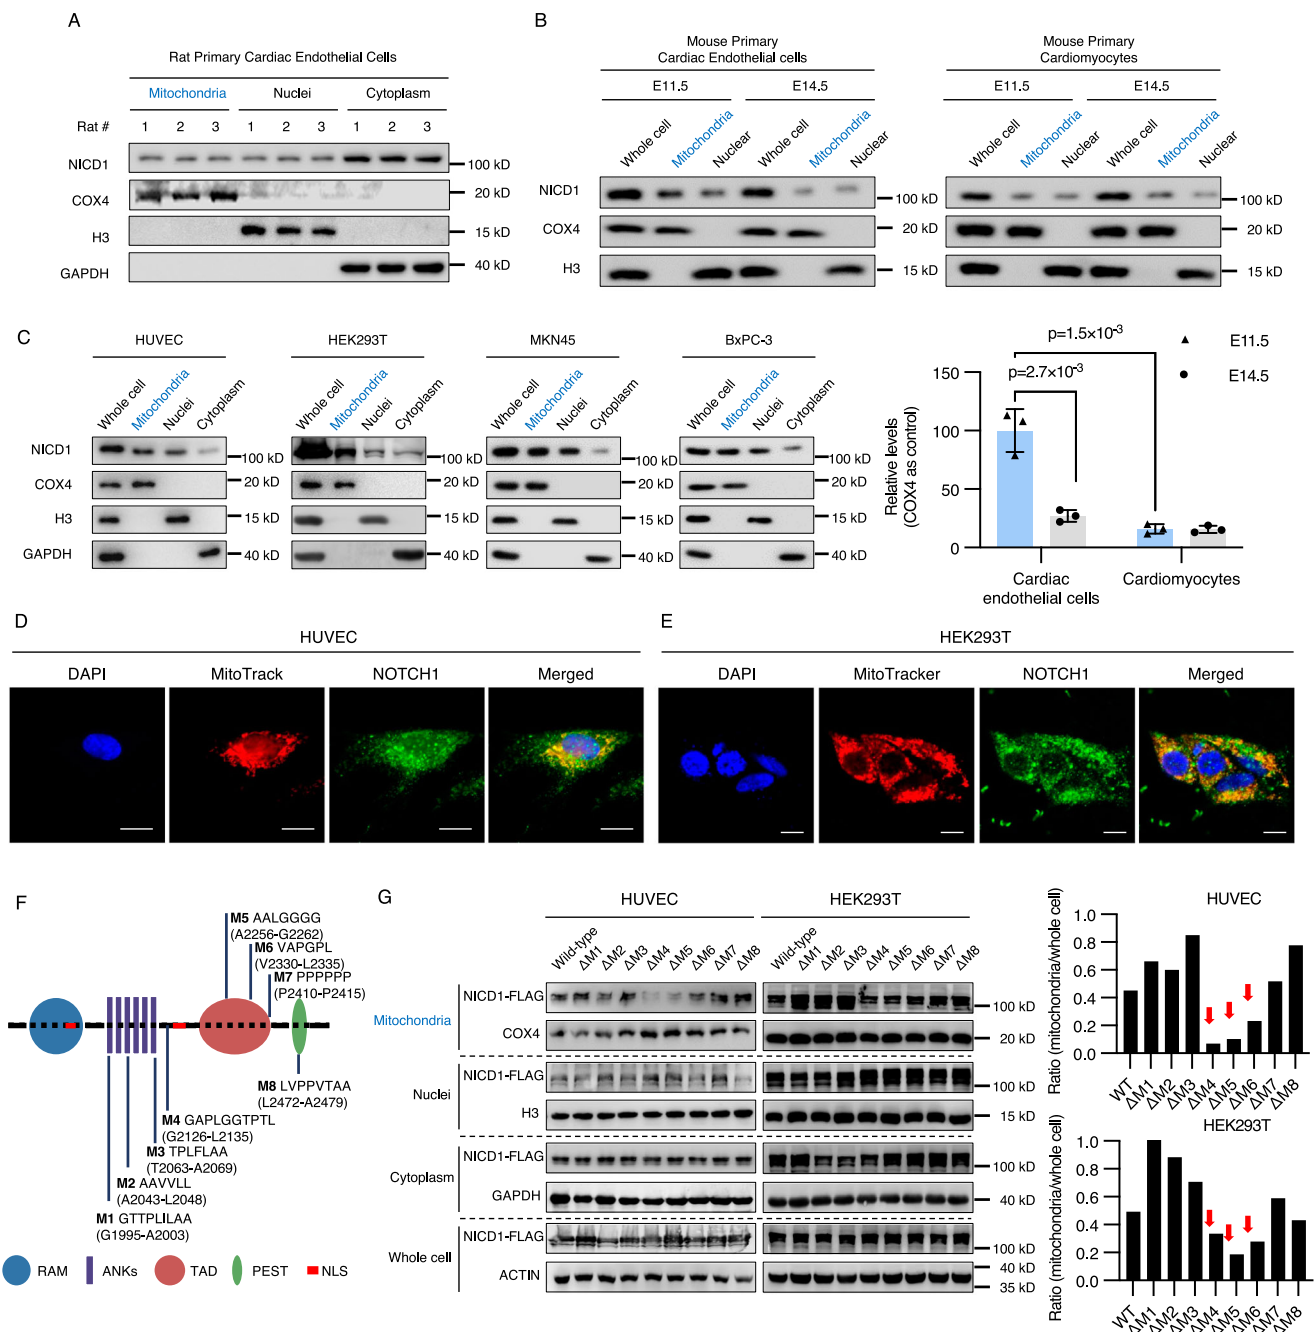 A
Rat Primary Cardiac Endothelial Cells
Mitochondria Nuclei Cytoplasm
Rat # 1 2 3 1 2 3 1 2 3
NICD1 100 kD
COX4 20 kD
H3 15 kD
GAPDH 40 kD
B
Mouse Primary
Cardiac Endothelial cells
E11.5 E14.5
Whole cell Mitochondria Nuclear Whole cell Mitochondria Nuclear
Mouse Primary
Cardiomyocytes
E11.5 E14.5
Whole cell Mitochondria Nuclear Whole cell Mitochondria Nuclear
NICD1 100 kD 100 kD
COX4 20 kD 20 kD
H3 15 kD 15 kD
C
HUVEC HEK293T MKN45 BxPC-3
Whole cell Mitochondria Nuclei Cytoplasm Whole cell Mitochondria Nuclei Cytoplasm Whole cell Mitochondria Nuclei Cytoplasm Whole cell Mitochondria Nuclei Cytoplasm
NICD1 100 kD 100 kD 100 kD 100 kD
COX4 20 kD 20 kD 20 kD 20 kD
H3 15 kD 15 kD 15 kD 15 kD
GAPDH 40 kD 40 kD 40 kD 40 kD
p=1.5×10-3
p=2.7×10-3
E11.5
E14.5
Relative levels
(COX4 as control)
150
100
50
0
Cardiac
endothelial cells
Cardiomyocytes
D
HUVEC
DAPI MitoTrack NOTCH1 Merged
E
HEK293T
DAPI MitoTracker NOTCH1 Merged
F
M5 AALGGGG
(A2256-G2262)
M6 VAPGPL
(V2330-L2335)
M7 PPPPPP
(P2410-P2415)
M8 LVPPVTAA
(L2472-A2479)
M4 GAPLGGTPTL
(G2126-L2135)
M3 TPLFLAA
(T2063-A2069)
M2 AAVVLL
(A2043-L2048)
M1 GTTPLILAA
(G1995-A2003)
RAM ANKs TAD PEST NLS
G
HUVEC HEK293T
Wild-type ΔM1 ΔM2 ΔM3 ΔM4 ΔM5 ΔM6 ΔM7 ΔM8 Wild-type ΔM1 ΔM2 ΔM3 ΔM4 ΔM5 ΔM6 ΔM7 ΔM8
Mitochondria
NICD1-FLAG 100 kD
COX4 20 kD
Nuclei
NICD1-FLAG 100 kD
H3 15 kD
Cytoplasm
NICD1-FLAG 100 kD
GAPDH 40 kD
Whole cell
NICD1-FLAG 100 kD
ACTIN 40 kD
35 kD
HUVEC
Ratio (mitochondria/whole cell)
1.0
0.8
0.6
0.4
0.2
0.0
WT ΔM1 ΔM2 ΔM3 ΔM4 ΔM5 ΔM6 ΔM7 ΔM8
HEK293T
Ratio (mitochondria/whole cell)
1.0
0.8
0.6
0.4
0.2
0.0
WT ΔM1 ΔM2 ΔM3 ΔM4 ΔM5 ΔM6 ΔM7 ΔM8